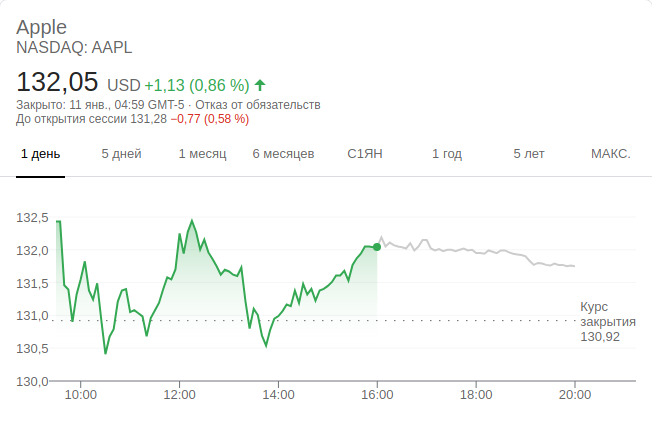 Apple
NASDAQ: AAPL
132,05 USD +1,13 (0,86 %)
Закрыто: 11 янв., 04:59 GMT-5 · Отказ от обязательств
До открытия сессии 131,28 −0,77 (0,58 %)
1 день 5 дней 1 месяц 6 месяцев С1ЯН 1 год 5 лет МАКС.
132,5
132,0
131,5
131,0
130,5
130,0
Курс
закрытия
130,92
10:00 12:00 14:00 16:00 18:00 20:00